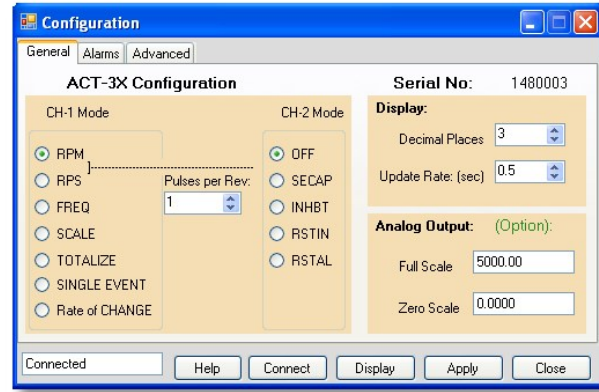 Configuration
General Alarms Advanced
ACT-3X Configuration
Serial No: 1480003
CH-1 Mode
RPM
RPS
FREQ
SCALE
TOTALIZE
SINGLE EVENT
Rate of CHANGE
Pulses per Rev:
1
CH-2 Mode
OFF
SECAP
INHBT
RSTIN
RSTAL
Display:
Decimal Places 3
Update Rate: (sec) 0.5
Analog Output: (Option):
Full Scale 5000.00
Zero Scale 0.0000
Connected Help Connect Display Apply Close